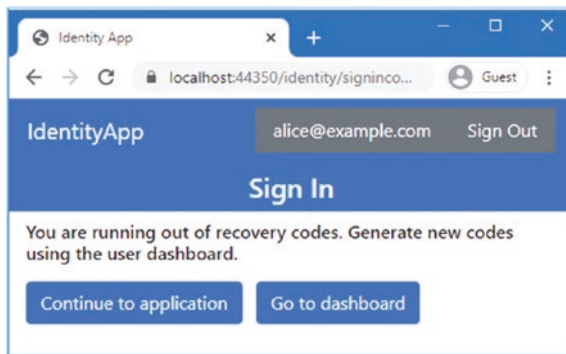 Identity App
localhost:44350/identity/signinco...
Guest
IdentityApp
alice@example.com
Sign Out
Sign In
You are running out of recovery codes. Generate new codes
using the user dashboard.
Continue to application
Go to dashboard